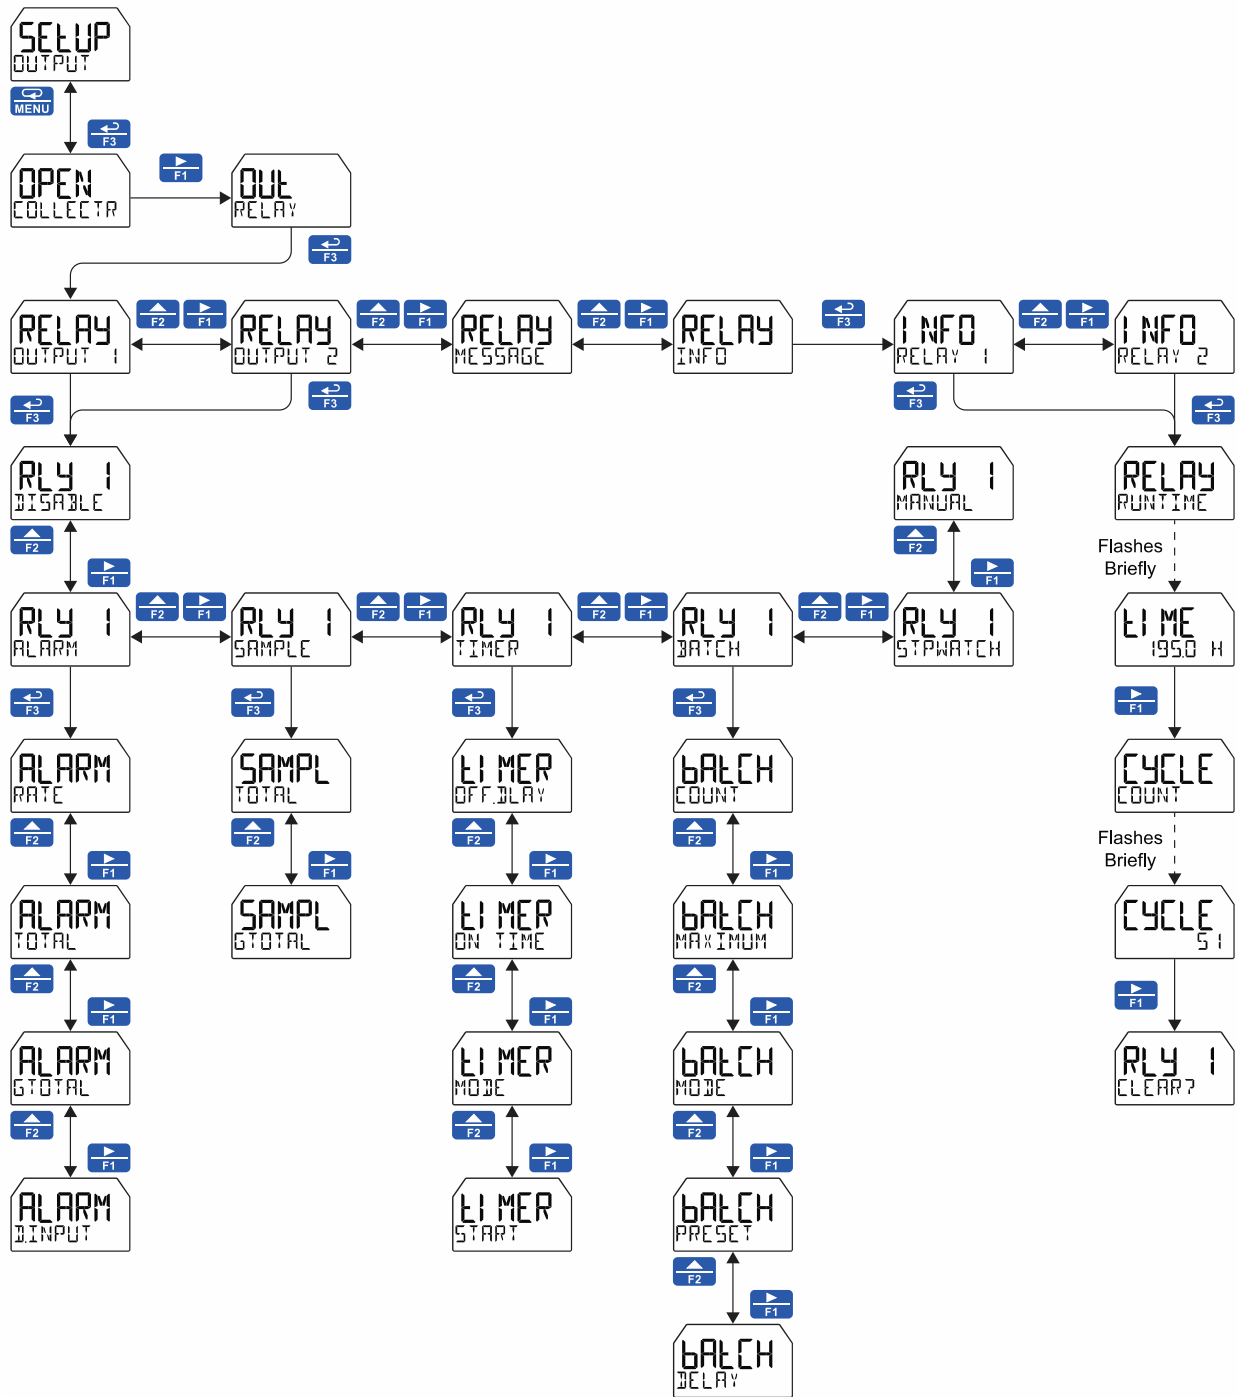 SEtUP
OUTPUT
MENU
F3
OPEN
COLLECTR
F1
OUt
RELAY
F3
RELAY
OUTPUT 1
F2
F1
RELAY
OUTPUT 2
F2
F1
RELAY
MESSAGE
F2
F1
RELAY
INFO
F3
INFO
RELAY 1
F2
F1
INFO
RELAY 2
F3
F3
F3
F3
RLY 1
DISABLE
RLY 1
MANUAL
RELAY
RUNTIME
F2
F1
F2
F1
Flashes
Briefly
RLY 1
ALARM
F2
F1
RLY 1
SAMPLE
F2
F1
RLY 1
TIMER
F2
F1
RLY 1
BATCH
F2
F1
RLY 1
STPWATCH
tIME
195.0 H
F3
F3
F3
F3
F1
ALARM
RATE
SAMPL
TOTAL
tIMER
OFF.DLAY
bAtCH
COUNT
CYCLE
COUNT
F2
F1
F2
F1
F2
F1
F2
F1
Flashes
Briefly
ALARM
TOTAL
SAMPL
GTOTAL
tIMER
ON TIME
bAtCH
MAXIMUM
CYCLE
51
F2
F1
F2
F1
F2
F1
F1
ALARM
GTOTAL
tIMER
MODE
bAtCH
MODE
RLY 1
CLEAR?
F2
F1
F2
F1
F2
F1
ALARM
D.INPUT
tIMER
START
bAtCH
PRESET
F2
F1
bAtCH
DELAY